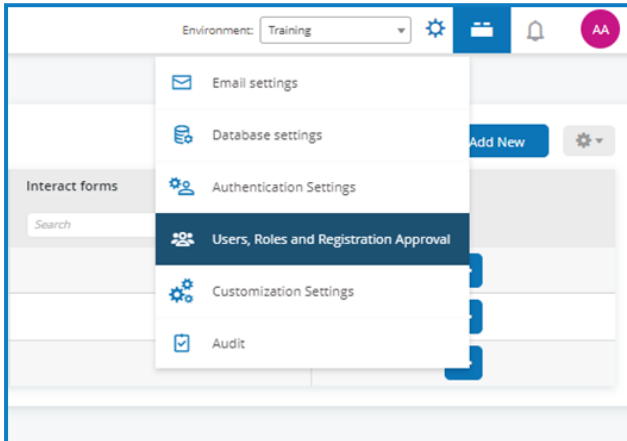 Environment: Training
AA
Email settings
Database settings
Add New
Authentication Settings
Interact forms
Search
Users, Roles and Registration Approval
Customization Settings
Audit